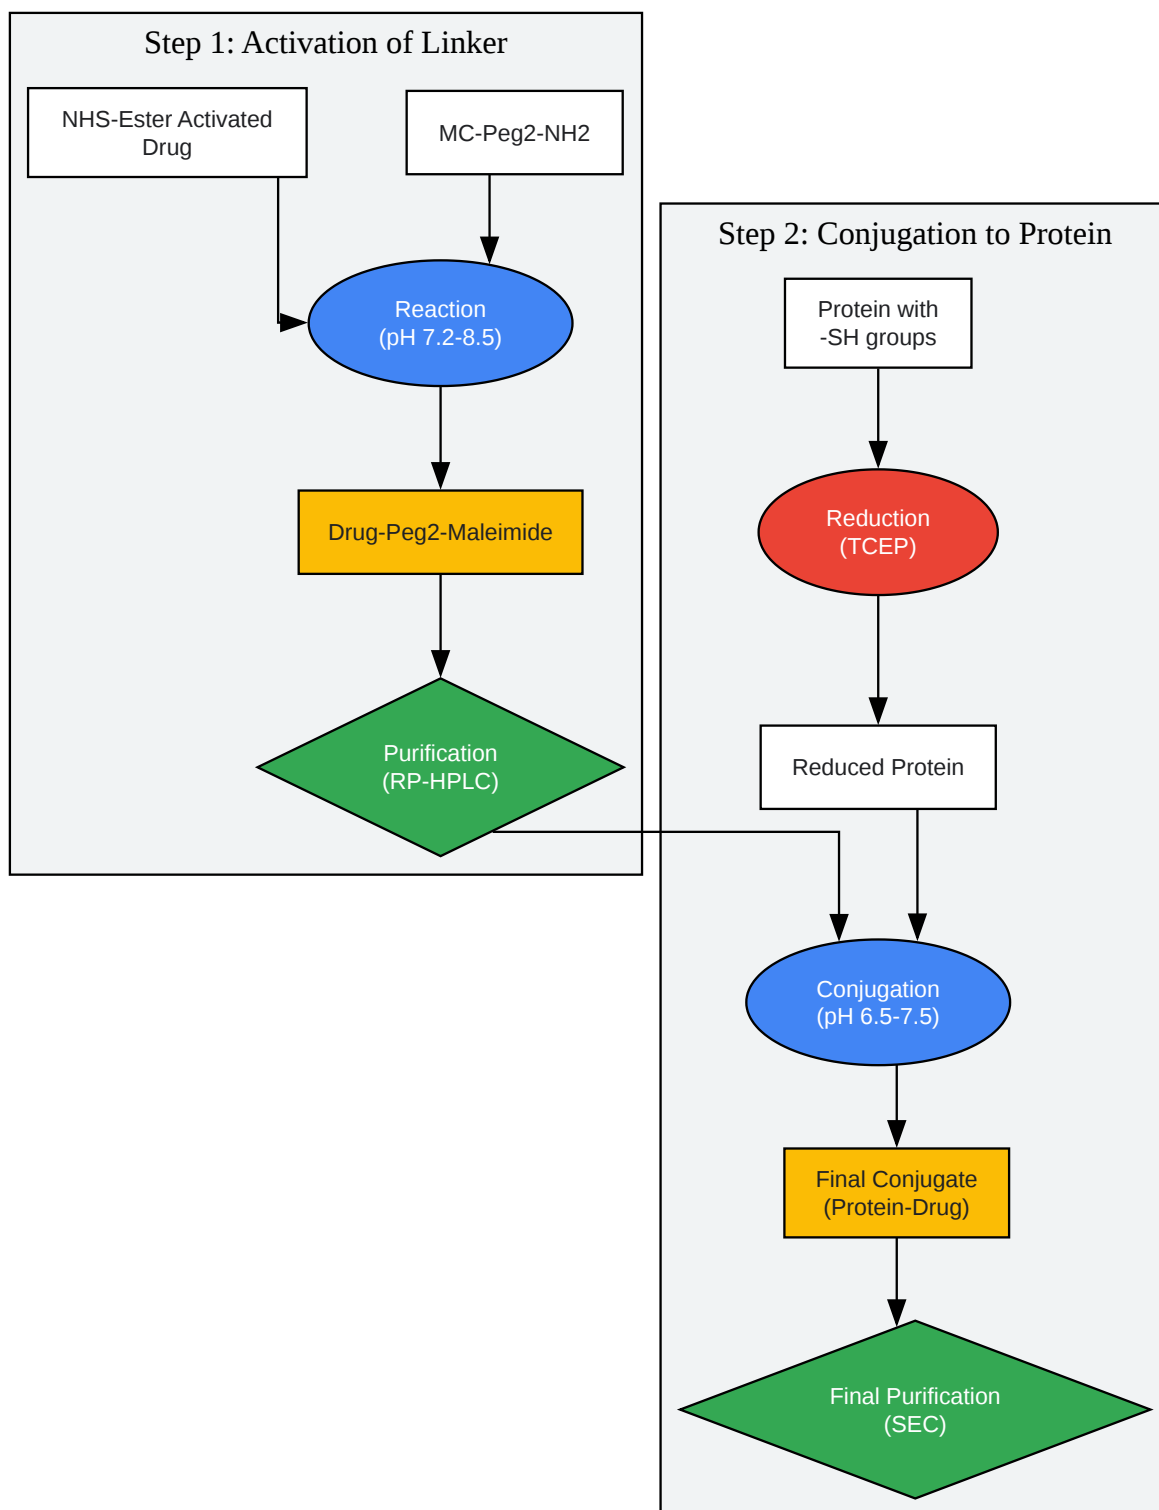 Step 1: Activation of Linker
NHS-Ester Activated
Drug
MC-Peg2-NH2
Reaction
(pH 7.2-8.5)
Drug-Peg2-Maleimide
Purification
(RP-HPLC)
Step 2: Conjugation to Protein
Protein with
-SH groups
Reduction
(TCEP)
Reduced Protein
Conjugation
(pH 6.5-7.5)
Final Conjugate
(Protein-Drug)
Final Purification
(SEC)